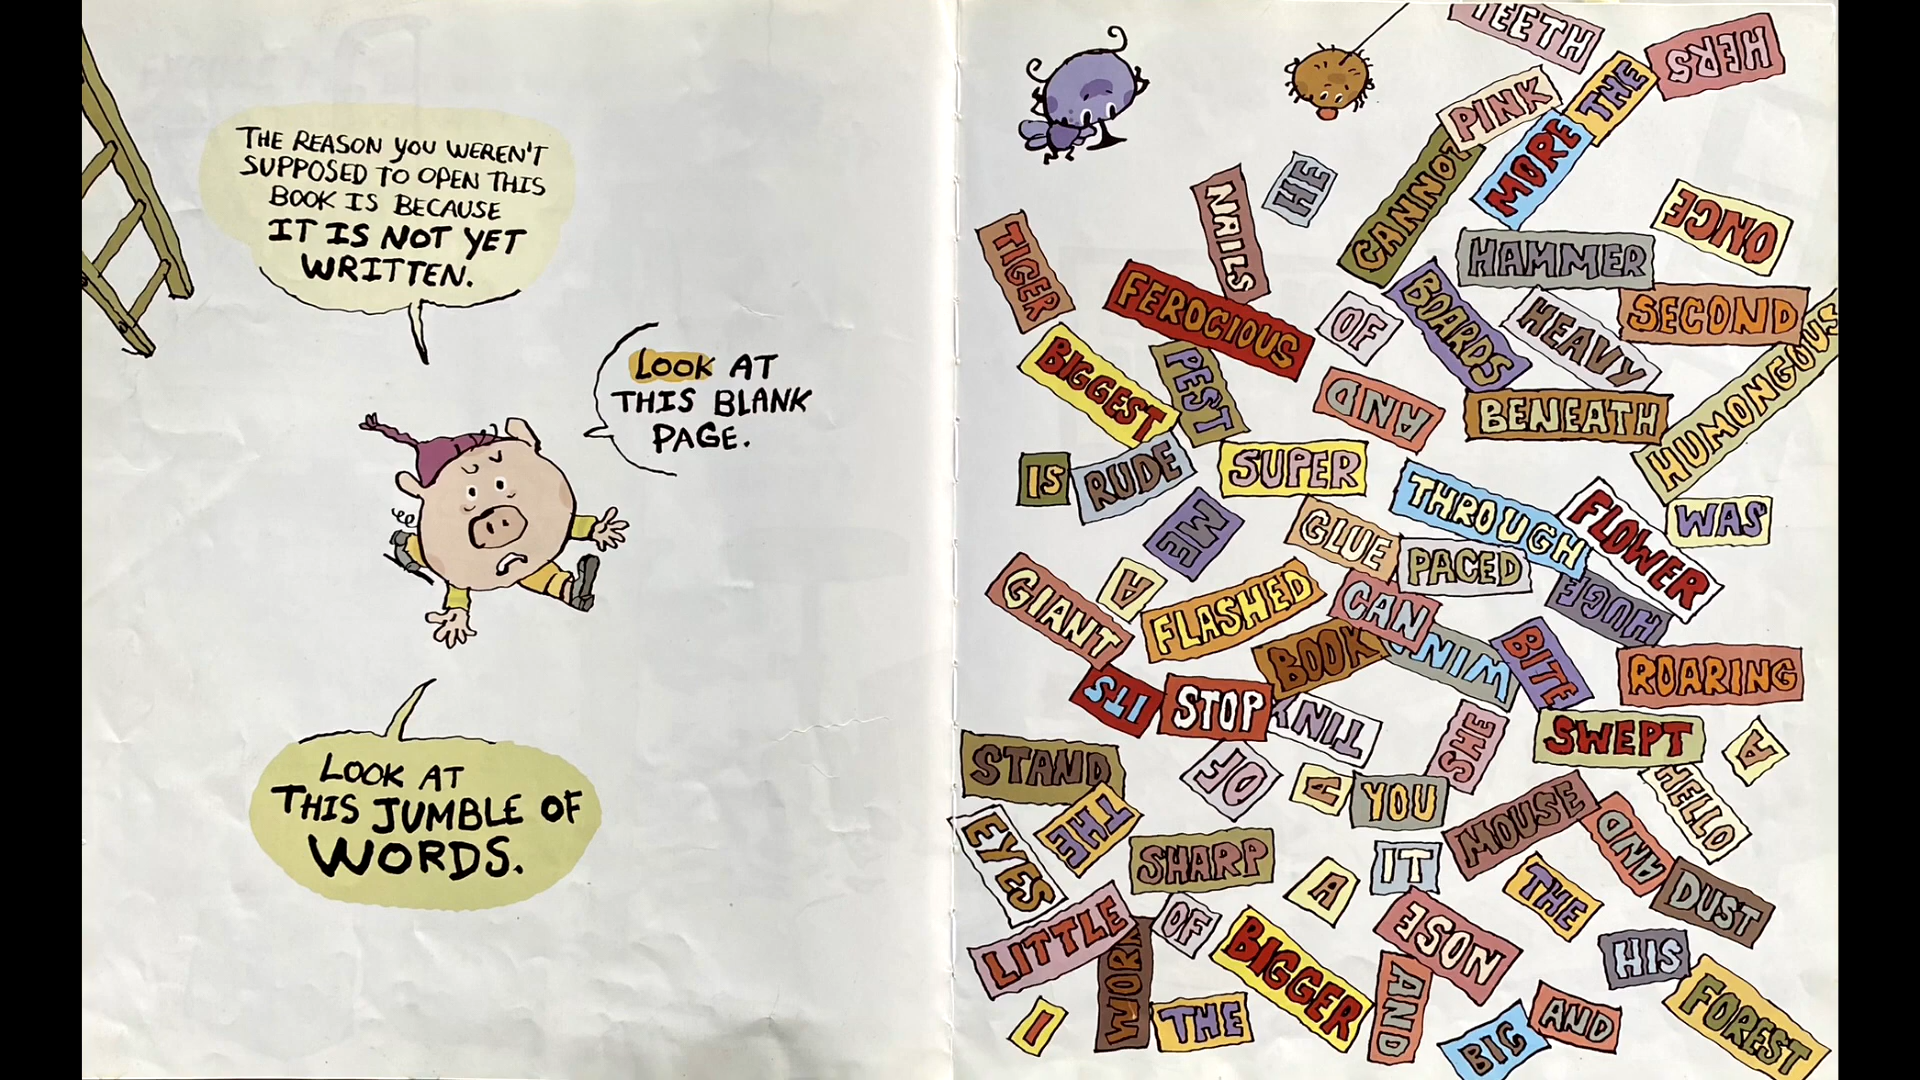 THE REASON YOU WEREN'T
SUPPOSED TO OPEN THIS
BOOK IS BECAUSE
IT IS NOT YET
WRITTEN.
LOOK AT
THIS BLANK
PAGE.
LOOK AT
THIS JUMBLE OF
WORDS.
TEETH
HERS
THE
PINK
MORE
CANNOT
HE
NAILS
ONCE
TIGER
HAMMER
FEROCIOUS
OF
BOARDS
HEAVY
SECOND
HUMONGOUS
BIGGEST
PEST
AND
BENEATH
IS
RUDE
SUPER
THROUGH
FLOWER
WAS
ME
GLUE
PACED
A
GIANT
FLASHED
CAN
HUGE
BOOK
BITE
ROARING
ITS
STOP
TINY
SHE
SWEPT
A
STAND
OF
A
YOU
HELLO
THE
MOUSE
EYES
SHARP
IT
AND
A
THE
DUST
LITTLE
OF
NOSE
HIS
WORM
BIGGER
AND
FOREST
I
THE
BIG
AND